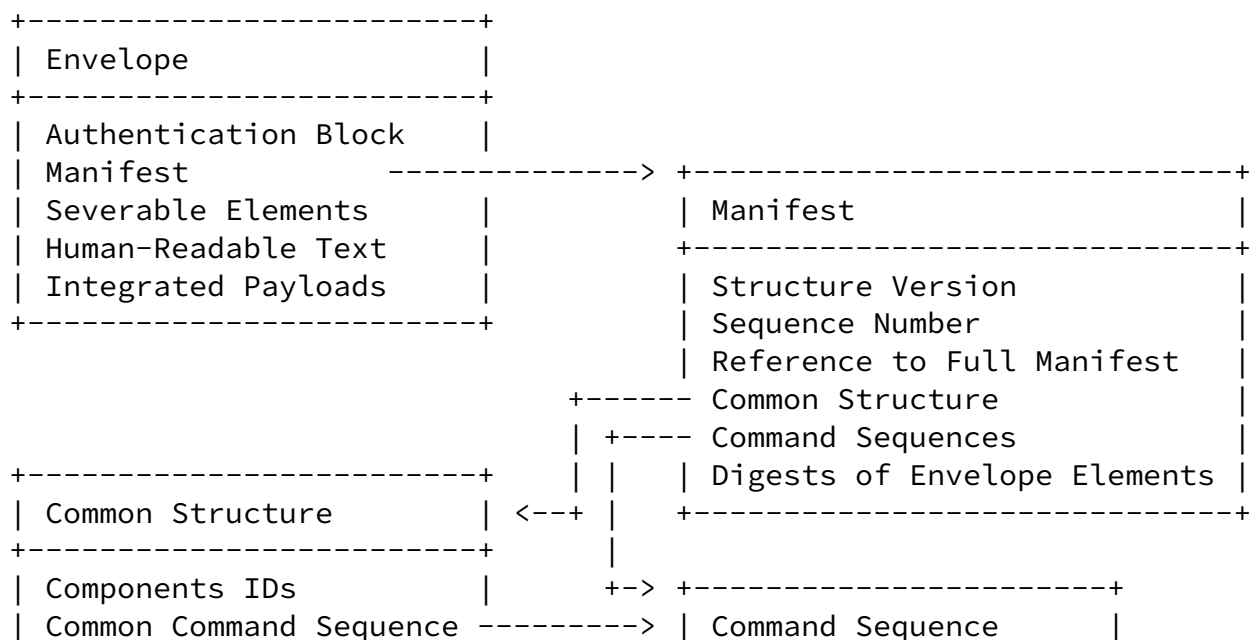 +-------------------------+
| Envelope                |
+-------------------------+
| Authentication Block    |
| Manifest           --------------> +------------------------------+
| Severable Elements      |          | Manifest                     |
| Human-Readable Text     |          +------------------------------+
| Integrated Payloads     |          | Structure Version            |
+-------------------------+          | Sequence Number              |
                                     | Reference to Full Manifest   |
                               +------ Common Structure             |
                               | +---- Command Sequences            |
+-------------------------+    | |   | Digests of Envelope Elements |
| Common Structure        | <--+ |   +------------------------------+
+-------------------------+      |
| Components IDs          |      +-> +-----------------------+
| Common Command Sequence ---------> | Command Sequence      |